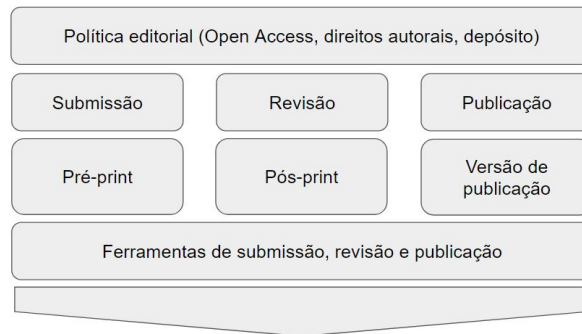 Política editorial (Open Access, direitos autorais, depósito)
Submissão
Revisão
Publicação
Pré-print
Pós-print
Versão de
publicação
Ferramentas de submissão, revisão e publicação